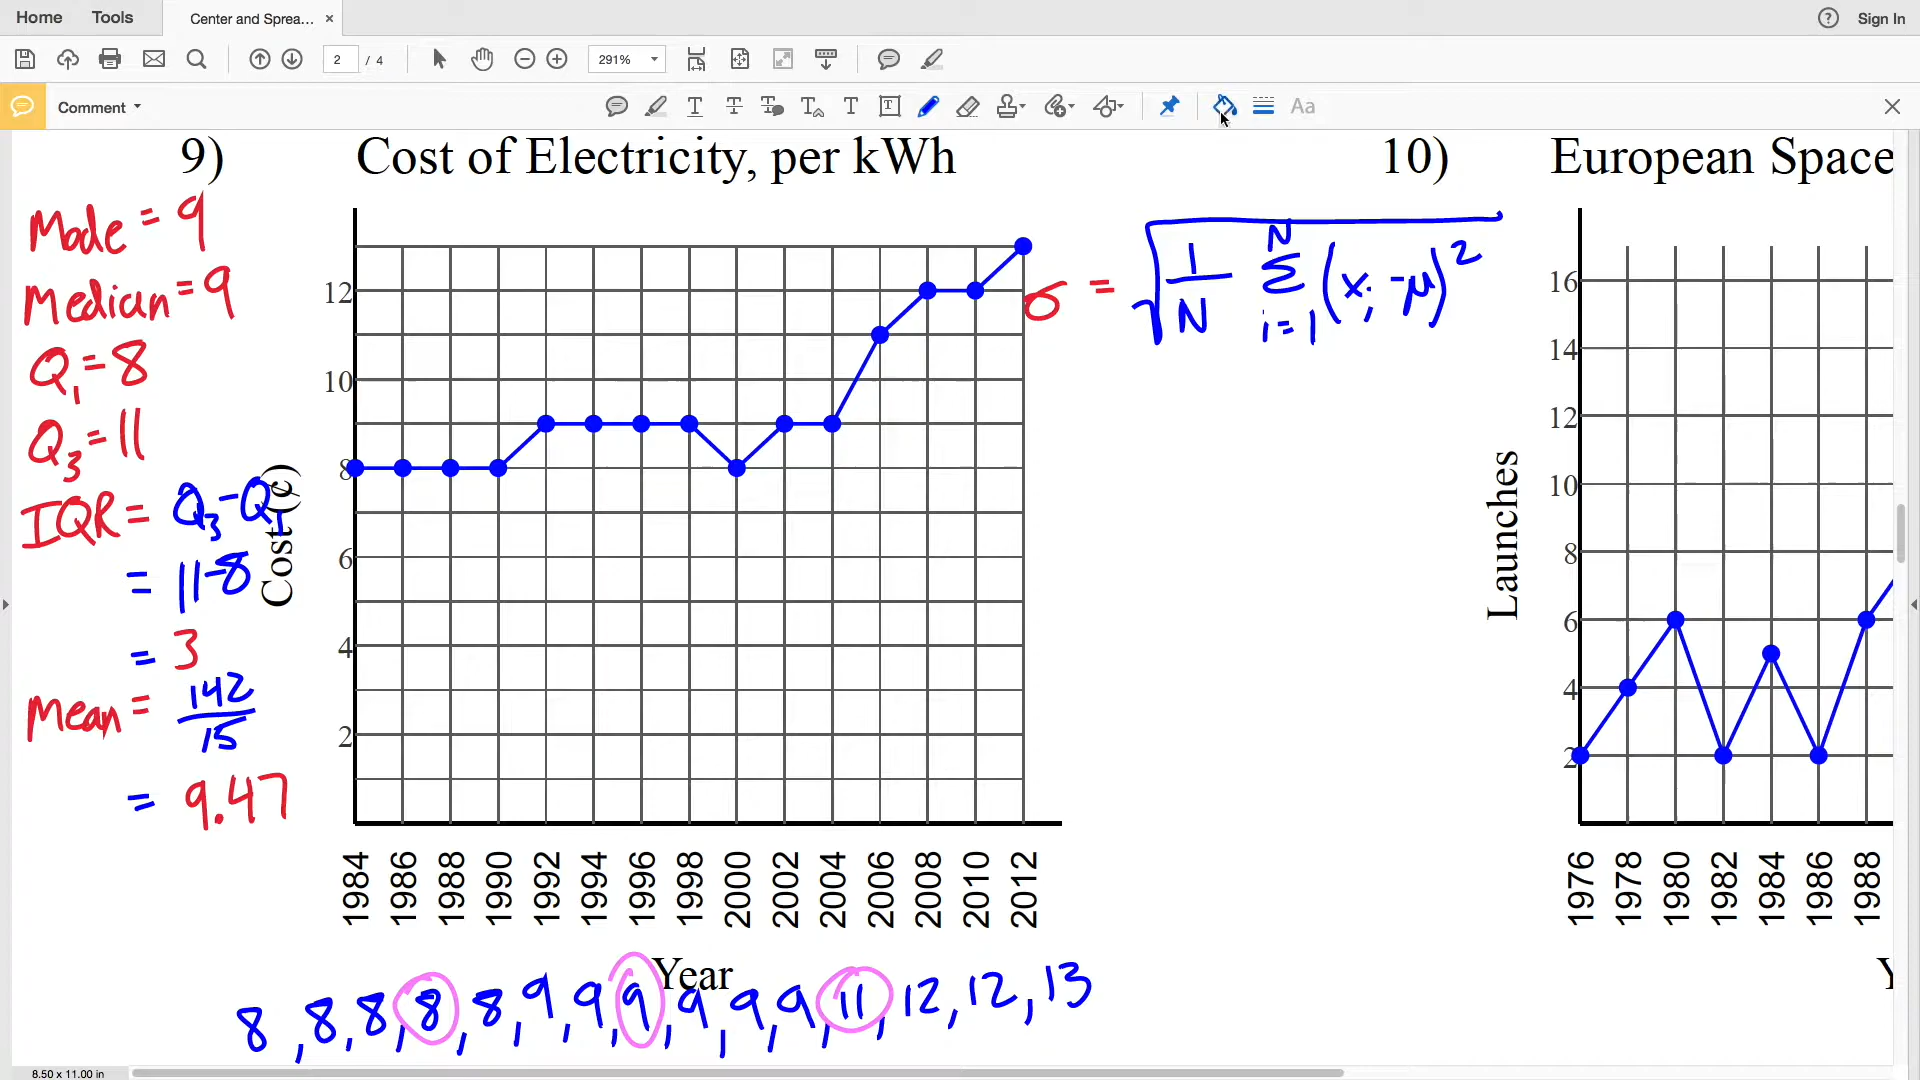 Home Tools Center and Sprea... × ? Sign In
2 / 4 291%
Comment T T T T T T Aa
9) Cost of Electricity, per kWh
10) European Space
Mode = 9
Median = 9
Q1 = 8
Q3 = 11
IQR = Q3 - Q1
= 11-8
= 3
Mean = 142/15
= 9.47
Cost (¢)
12
10
8
6
4
2
1984 1986 1988 1990 1992 1994 1996 1998 2000 2002 2004 2006 2008 2010 2012
Year
8, 8, 8, 8, 8, 9, 9, 9, 9, 9, 9, 11, 12, 12, 13
σ = √ 1/N N Σ i=1 (xi - μ)²
Launches
16
14
12
10
8
6
4
2
1976 1978 1980 1982 1984 1986 1988
Y
8.50 x 11.00 in